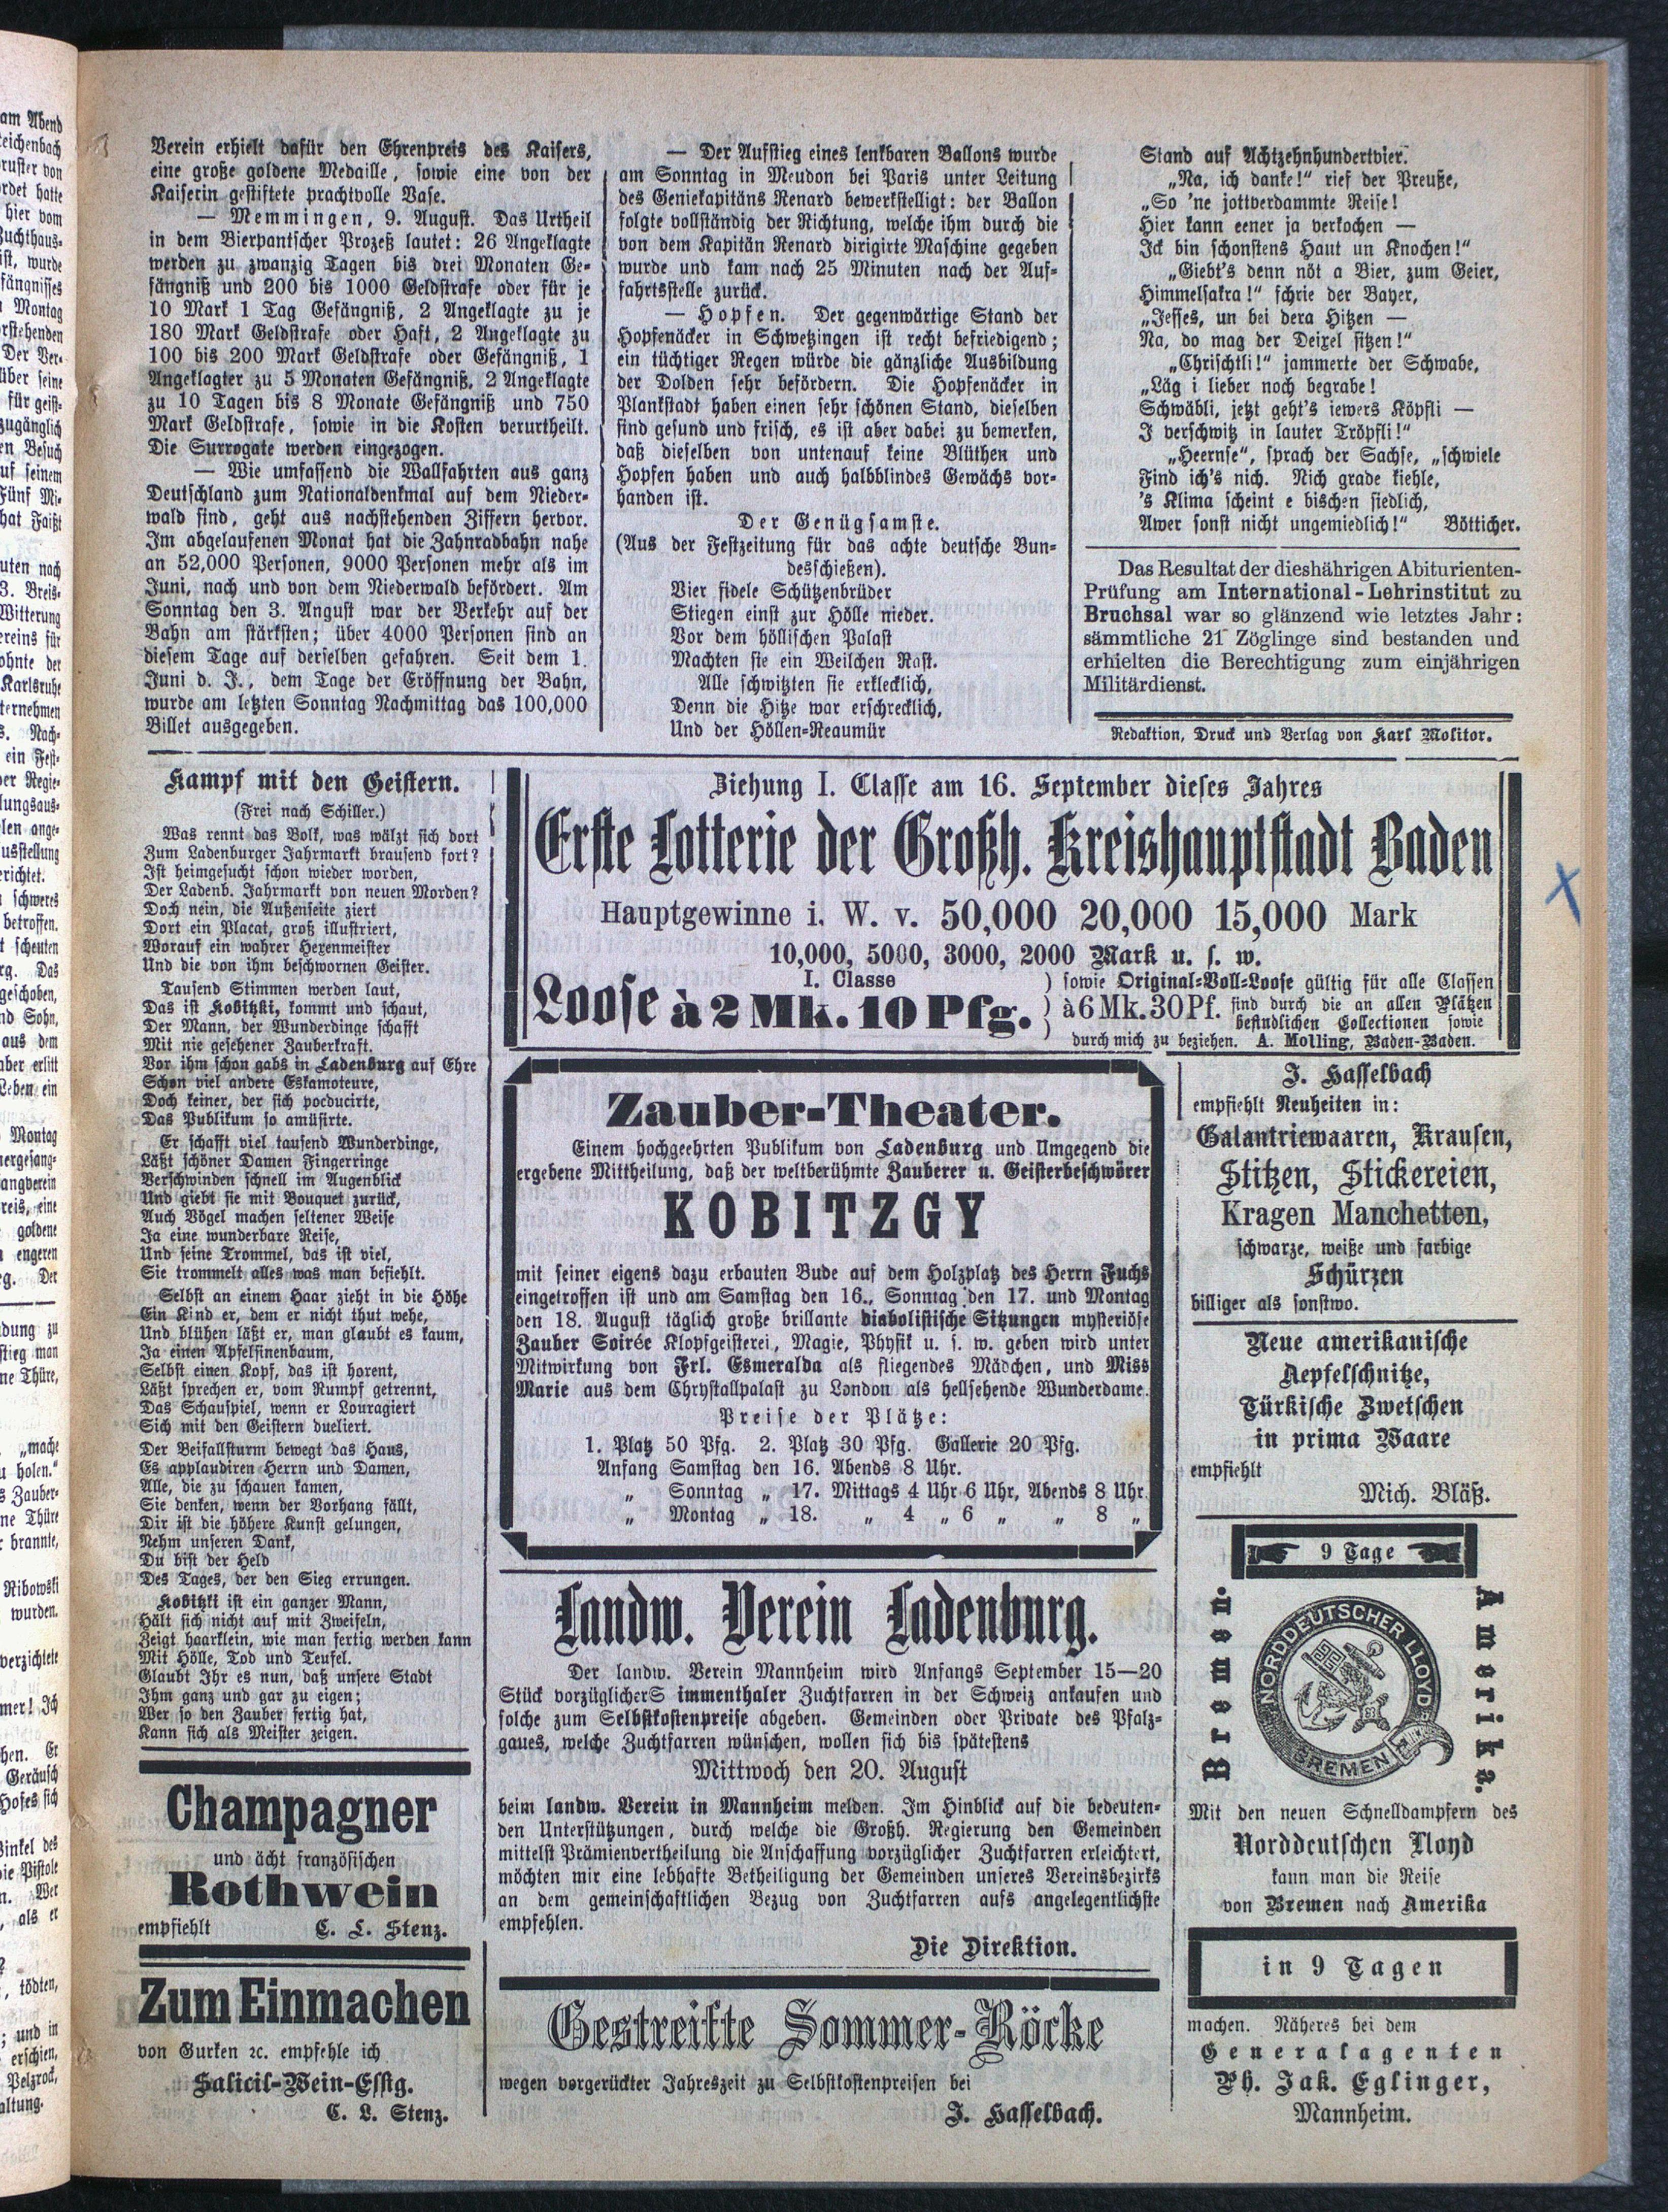 Verein erhielt dafür den Ehrenpreis des Kaisers,
eine große goldene Medaille, sowie eine von der
Kaiserin gestiftete prachtvolle Vase.
— Memmingen, 9. August. Das Urtheil
in dem Bierpantscher Prozeß lautet: 26 Angeklagte
werden zu zwanzig Tagen bis drei Monaten Ge-
fängniß und 200 bis 1000 Geldstrafe oder für je
10 Mark 1 Tag Gefängniß, 2 Angeklagte zu je
180 Mark Geldstrafe oder Haft, 2 Angeklagte zu
100 bis 200 Mark Geldstrafe oder Gefängniß, 1
Angeklagter zu 5 Monaten Gefängniß, 2 Angeklagte
zu 10 Tagen bis 8 Monate Gefängniß und 750
Mark Geldstrafe, sowie in die Kosten verurtheilt.
Die Surrogate werden eingezogen.
— Wie umfassend die Wallfahrten aus ganz
Deutschland zum Nationaldenkmal auf dem Nieder-
wald sind, geht aus nachstehenden Ziffern hervor.
Im abgelaufenen Monat hat die Zahnradbahn nahe
an 52,000 Personen, 9000 Personen mehr als im
Juni, nach und von dem Niederwald befördert. Am
Sonntag den 3. August war der Verkehr auf der
Bahn am stärksten; über 4000 Personen sind an
diesem Tage auf derselben gefahren. Seit dem 1.
Juni d. J., dem Tage der Eröffnung der Bahn,
wurde am letzten Sonntag Nachmittag das 100,000
Billet ausgegeben.
— Der Aufstieg eines lenkbaren Ballons wurde
am Sonntag in Meudon bei Paris unter Leitung
des Geniekapitäns Renard bewerkstelligt: der Ballon
folgte vollständig der Richtung, welche ihm durch die
von dem Kapitän Renard dirigirte Maschine gegeben
wurde und kam nach 25 Minuten nach der Auf-
fahrtsstelle zurück.
— Hopfen. Der gegenwärtige Stand der
Hopfenäcker in Schwetzingen ist recht befriedigend;
ein tüchtiger Regen würde die gänzliche Ausbildung
der Dolden sehr befördern. Die Hopfenäcker in
Plankstadt haben einen sehr schönen Stand, dieselben
sind gesund und frisch, es ist aber dabei zu bemerken,
daß dieselben von untenauf keine Blüthen und
Hopfen haben und auch halbblindes Gewächs vor-
handen ist.
Der Genügsamste.
(Aus der Festzeitung für das achte deutsche Bun-
desschießen).
Vier fidele Schützenbrüder
Stiegen einst zur Hölle nieder.
Vor dem höllischen Palast
Machten sie ein Weilchen Rast.
Alle schwitzten sie erklecklich,
Denn die Hitze war erschrecklich,
Und der Höllen-Reaumür
Stand auf Achtzehnhundertvier.
„Na, ich danke!" rief der Preuße,
„So 'ne jottverdammte Reise!
Hier kann eener ja verkochen —
Ick bin schonstens Haut un Knochen!"
„Giebt's denn nöt a Bier, zum Geier,
Himmelsakra!" schrie der Bayer,
„Jesses, un bei dera Hitzen —
Na, do mag der Deixel sitzen!"
„Chrischtli!" jammerte der Schwabe,
„Läg i lieber noch begrabe!
Schwäbli, jetzt geht's iewers Köpfli —
I verschwitz in lauter Tröpfli!"
„Heernse", sprach der Sachse, „schwiele
Find ich's nich. Nich grade kiehle,
's Klima scheint e bischen siedlich,
Awer sonst nicht ungemiedlich!" Bötticher.
Das Resultat der dieshährigen Abiturienten-
Prüfung am International-Lehrinstitut zu
Bruchsal war so glänzend wie letztes Jahr:
sämmtliche 21 Zöglinge sind bestanden und
erhielten die Berechtigung zum einjährigen
Militärdienst.
Redaktion, Druck und Verlag von Karl Molitor.
Kampf mit den Geistern.
(Frei nach Schiller.)
Was rennt das Volk, was wälzt sich dort
Zum Ladenburger Jahrmarkt brausend fort?
Ist heimgesucht schon wieder worden,
Der Ladenb. Jahrmarkt von neuen Morden?
Doch nein, die Außenseite ziert
Dort ein Placat, groß illustriert,
Worauf ein wahrer Hexenmeister
Und die von ihm beschwornen Geister.
Tausend Stimmen werden laut,
Das ist Kobitzki, kommt und schaut,
Der Mann, der Wunderdinge schafft
Mit nie gesehener Zauberkraft.
Vor ihm schon gabs in Ladenburg auf Ehre
Schon viel andere Eskamoteure,
Doch keiner, der sich pocducirte,
Das Publikum so amüsirte.
Er schafft viel tausend Wunderdinge,
Läßt schöner Damen Fingerringe
Verschwinden schnell im Augenblick
Und giebt sie mit Bouquet zurück,
Auch Vögel machen seltener Weise
Ja eine wunderbare Reise,
Und seine Trommel, das ist viel,
Sie trommelt alles was man befiehlt.
Selbst an einem Haar zieht in die Höhe
Ein Kind er, dem er nicht thut wehe,
Und blühen läßt er, man glaubt es kaum,
Ja einen Apfelsinenbaum,
Selbst einen Kopf, das ist horent,
Läßt sprechen er, vom Rumpf getrennt,
Das Schauspiel, wenn er Louragiert
Sich mit den Geistern dueliert.
Der Beifallsturm bewegt das Haus,
Es applaudiren Herrn und Damen,
Alle, die zu schauen kamen,
Sie denken, wenn der Vorhang fällt,
Dir ist die höhere Kunst gelungen,
Nehm unseren Dank,
Du bist der Held
Des Tages, der den Sieg errungen.
Kobitzki ist ein ganzer Mann,
Hält sich nicht auf mit Zweifeln,
Zeigt haarklein, wie man fertig werden kann
Mit Hölle, Tod und Teufel.
Glaubt Ihr es nun, daß unsere Stadt
Ihm ganz und gar zu eigen;
Wer so den Zauber fertig hat,
Kann sich als Meister zeigen.
Champagner
und ächt französischen
Rothwein
empfiehlt C. L. Stenz.
Zum Einmachen
von Gurken ꝛc. empfehle ich
Salicil-Wein-Essig.
C. L. Stenz.
Ziehung I. Classe am 16. September dieses Jahres
Erste Lotterie der Großh. Kreishauptstadt Baden
Hauptgewinne i. W. v. 50,000 20,000 15,000 Mark
10,000, 5000, 3000, 2000 Mark u. s. w.
I. Classe
Loose à 2 Mk. 10 Pfg.
sowie Original-Voll-Loose gültig für alle Classen
à 6 Mk. 30 Pf. sind durch die an allen Plätzen
befindlichen Collectionen sowie
durch mich zu beziehen. A. Molling, Baden-Baden.
Zauber-Theater.
Einem hochgeehrten Publikum von Ladenburg und Umgegend die
ergebene Mittheilung, daß der weltberühmte Zauberer u. Geisterbeschwörer
KOBITZGY
mit seiner eigens dazu erbauten Bude auf dem Holzplatz des Herrn Fuchs
eingetroffen ist und am Samstag den 16., Sonntag den 17. und Montag
den 18. August täglich große brillante diabolistische Sitzungen mysteriöse
Zauber Soirée Klopfgeisterei, Magie, Physik u. s. w. geben wird unter
Mitwirkung von Frl. Esmeralda als fliegendes Mädchen, und Miss
Marie aus dem Chrystallpalast zu London als hellsehende Wunderdame.
Preise der Plätze:
1. Platz 50 Pfg. 2. Platz 30 Pfg. Gallerie 20 Pfg.
Anfang Samstag den 16. Abends 8 Uhr.
„ Sonntag „ 17. Mittags 4 Uhr 6 Uhr, Abends 8 Uhr.
„ Montag „ 18. „ 4 „ 6 „ „ 8 „
Landw. Verein Ladenburg.
Der landw. Verein Mannheim wird Anfangs September 15—20
Stück vorzüglicherS immenthaler Zuchtfarren in der Schweiz ankaufen und
solche zum Selbstkostenpreise abgeben. Gemeinden oder Private des Pfalz-
gaues, welche Zuchtfarren wünschen, wollen sich bis spätestens
Mittwoch den 20. August
beim landw. Verein in Mannheim melden. Im Hinblick auf die bedeuten-
den Unterstützungen, durch welche die Großh. Regierung den Gemeinden
mittelst Prämienvertheilung die Anschaffung vorzüglicher Zuchtfarren erleichtert,
möchten mir eine lebhafte Betheiligung der Gemeinden unseres Vereinsbezirks
an dem gemeinschaftlichen Bezug von Zuchtfarren aufs angelegentlichste
empfehlen.
Die Direktion.
Gestreifte Sommer-Röcke
wegen vorgerückter Jahreszeit zu Selbstkostenpreisen bei
J. Hasselbach.
J. Hasselbach
empfiehlt Neuheiten in:
Galantriewaaren, Krausen,
Stitzen, Stickereien,
Kragen Manchetten,
schwarze, weiße und farbige
Schürzen
billiger als sonstwo.
Neue amerikanische
Aepfelschnitze,
Türkische Zwetschen
in prima Waare
empfiehlt
Mich. Bläß.
9 Tage
Bremen.
NORDDEUTSCHER LLOYD
BREMEN
Amerika.
Mit den neuen Schnelldampfern des
Norddeutschen Lloyd
kann man die Reise
von Bremen nach Amerika
in 9 Tagen
machen. Näheres bei dem
Generalagenten
Ph. Jak. Eglinger,
Mannheim.